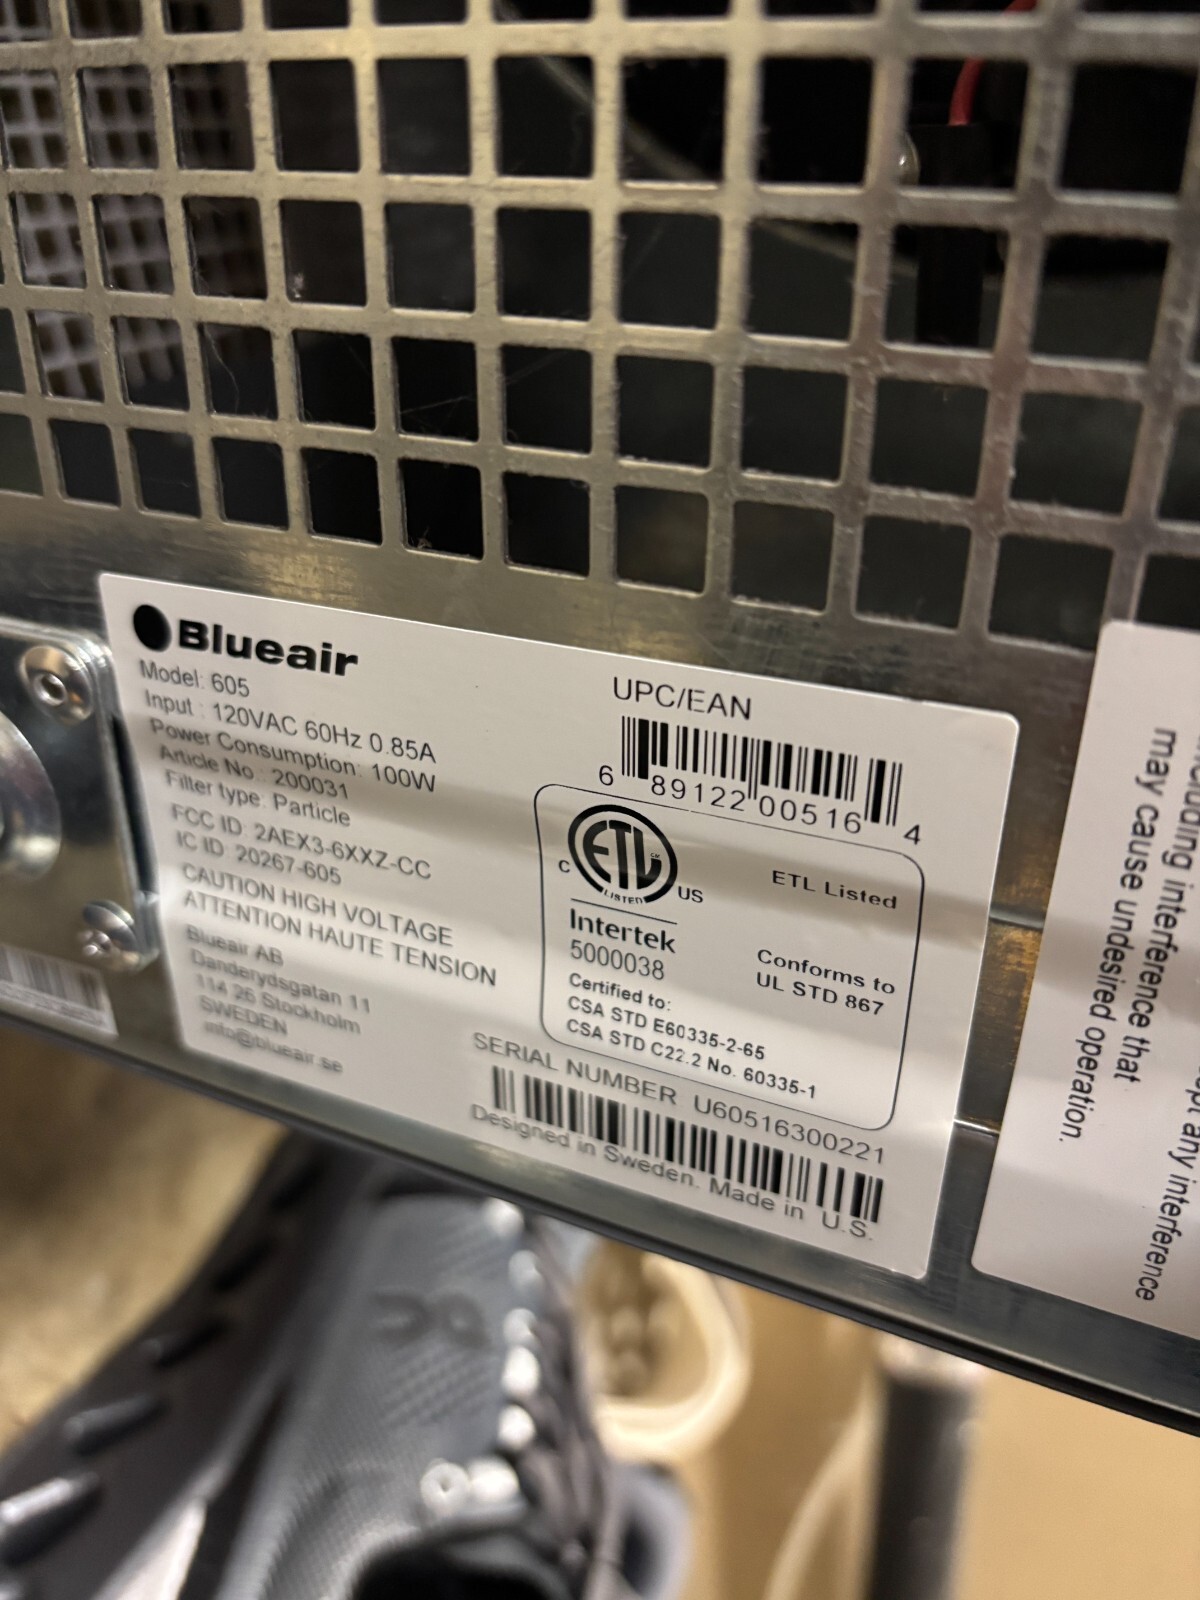 Blueair
Model: 605
Input : 120VAC 60Hz 0.85A
Power Consumption: 100W
Article No.: 200031
Filter type: Particle
FCC ID: 2AEX3-6XXZ-CC
IC ID: 20267-605
CAUTION HIGH VOLTAGE
ATTENTION HAUTE TENSION
Blueair AB
Danderydsgatan 11
114 26 Stockholm
SWEDEN
info@blueair.se
UPC/EAN
6 89122 00516 4
ETL
LISTED
C US
ETL Listed
Intertek
5000038
Conforms to
UL STD 867
Certified to:
CSA STD E60335-2-65
CSA STD C22.2 No. 60335-1
SERIAL NUMBER U60516300221
Designed in Sweden. Made in U.S.
any interference
including interference that
may cause undesired operation.